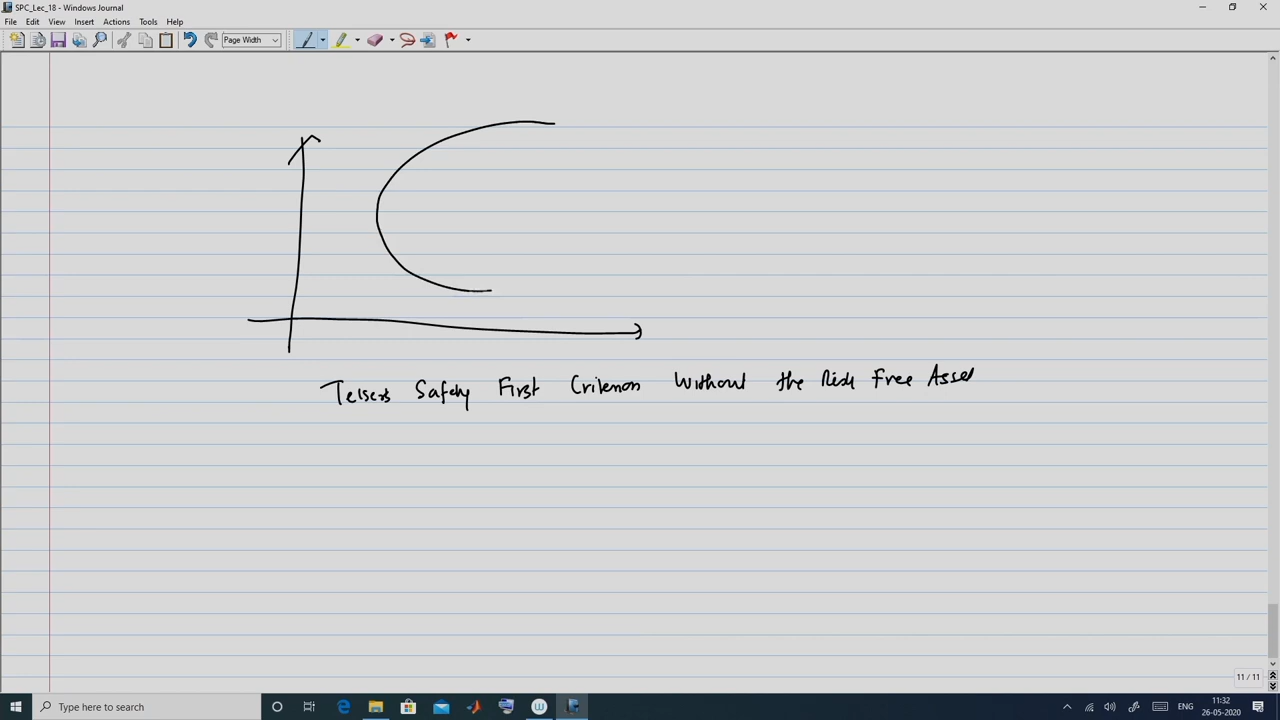 SPC_Lec_18 - Windows Journal
File Edit View Insert Actions Tools Help
Page Width
Telsers Safety First Criterion Without the Risk Free Asset
11 / 11
Type here to search
ENG
11:32
26-05-2020